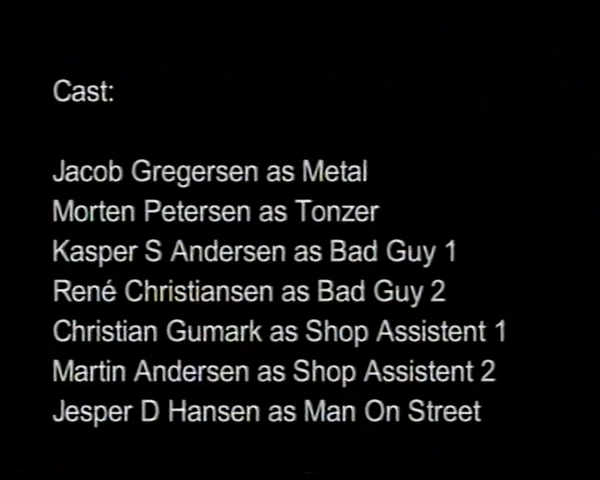 Cast:
Jacob Gregersen as Metal
Morten Petersen as Tonzer
Kasper S Andersen as Bad Guy 1
René Christiansen as Bad Guy 2
Christian Gumark as Shop Assistent 1
Martin Andersen as Shop Assistent 2
Jesper D Hansen as Man On Street